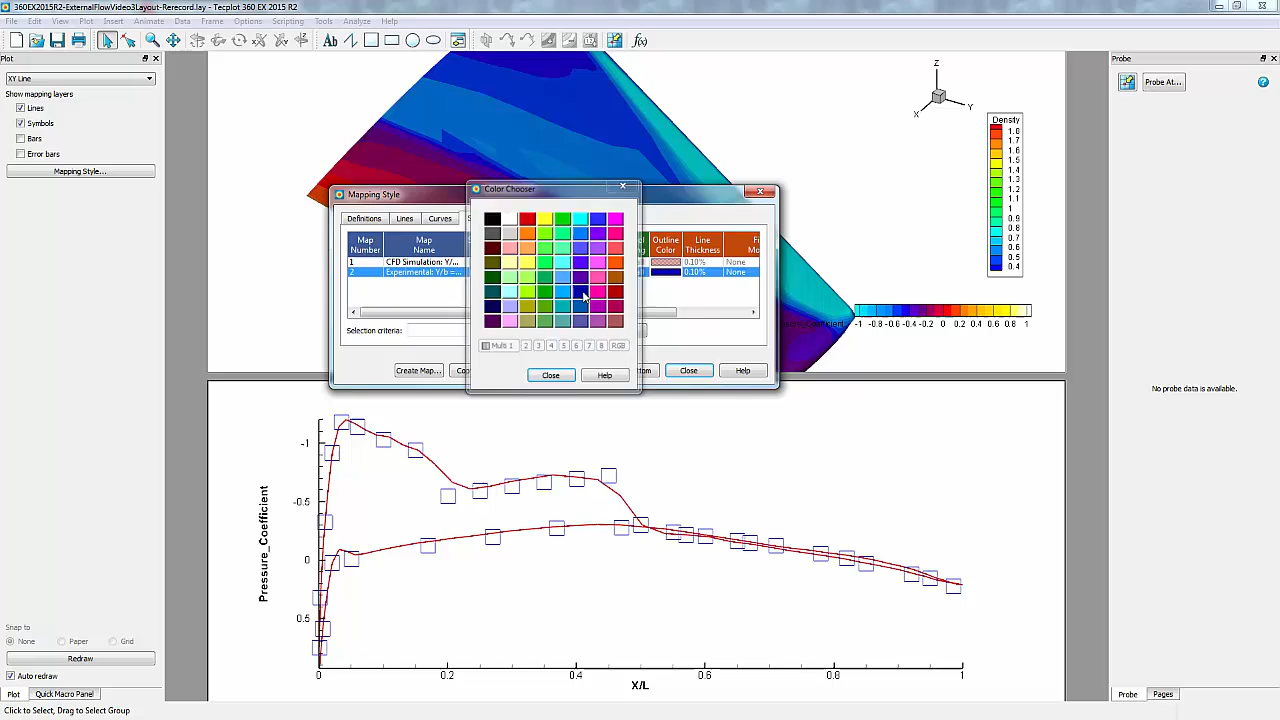 360EX2015R2-ExternalFlowVideo3Layout-Rerecord.lay - Tecplot 360 EX 2015 R2
File Edit View Plot Insert Animate Data Frame Options Scripting Tools Analyze Help
Plot
XY Line
Show mapping layers
Lines
Symbols
Bars
Error bars
Mapping Style...
Snap to
None Paper Grid
Redraw
Auto redraw
Plot Quick Macro Panel
Click to Select, Drag to Select Group
Z
Y
X
Density
1.8
1.7
1.6
1.5
1.4
1.3
1.2
1.1
1
0.9
0.8
0.7
0.6
0.5
0.4
-1 -0.8 -0.6 -0.4 -0.2 0 0.2 0.4 0.6 0.8 1
Mapping Style
Definitions Lines Curves
Map Number Map Name Outline Color Line Thickness
1 CFD Simulation: Y/... 0.10% None
2 Experimental: Y/b =... 0.10% None
Selection criteria:
Create Map... Close Help
Color Chooser
Multi 1 2 3 4 5 6 7 8 RGB
Close Help
Pressure_Coefficient
-1
-0.5
0
0.5
0 0.2 0.4 0.6 0.8 1
X/L
Probe
Probe At...
No probe data is available.
Probe Pages